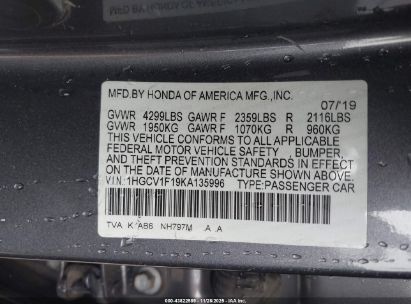 MFD.BY HONDA OF AMERICA MFG.,INC.
07/19
GVWR 4299LBS GAWR F 2359LBS R 2116LBS
GVWR 1950KG GAWR F 1070KG R 960KG
THIS VEHICLE CONFORMS TO ALL APPLICABLE
FEDERAL MOTOR VEHICLE SAFETY, BUMPER,
AND THEFT PREVENTION STANDARDS IN EFFECT
ON THE DATE OF MANUFACTURE SHOWN ABOVE.
V.I.N: 1HGCV1F19KA135996 TYPE:PASSENGER CAR
TVA K AB6 NH797M A A